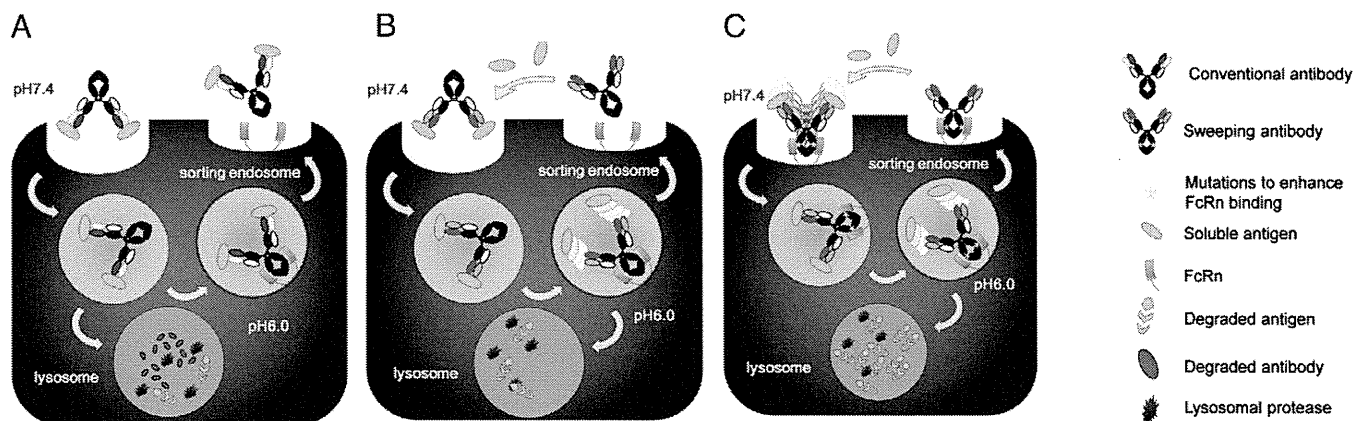 A
pH7.4
sorting endosome
pH6.0
lysosome
B
pH7.4
sorting endosome
pH6.0
lysosome
C
pH7.4
sorting endosome
pH6.0
lysosome
Conventional antibody
Sweeping antibody
Mutations to enhance
FcRn binding
Soluble antigen
FcRn
Degraded antigen
Degraded antibody
Lysosomal protease